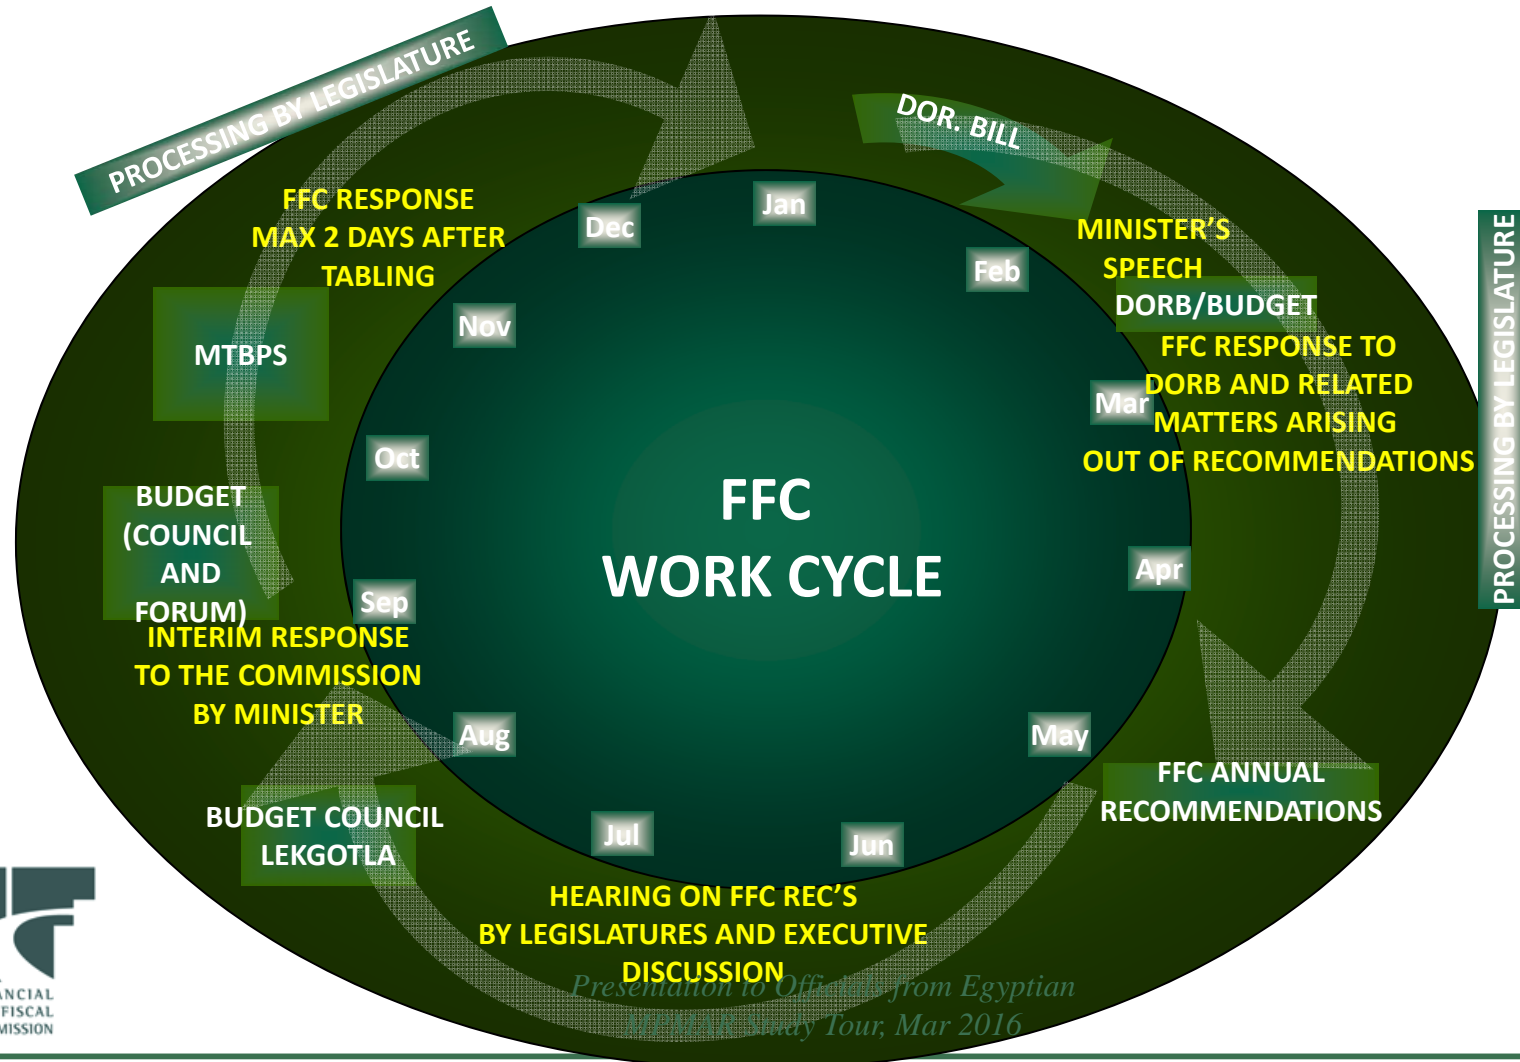 PROCESSING BY LEGISLATURE
DOR. BILL
FFC RESPONSE
MAX 2 DAYS AFTER
TABLING
Dec
Jan
Feb
MINISTER'S
SPEECH
DORB/BUDGET
FFC RESPONSE TO
DORB AND RELATED
MATTERS ARISING
OUT OF RECOMMENDATIONS
PROCESSING BY LEGISLATURE
Nov
MTBPS
Mar
Oct
FFC
WORK CYCLE
BUDGET
(COUNCIL
AND
FORUM)
Apr
Sep
INTERIM RESPONSE
TO THE COMMISSION
BY MINISTER
Aug
May
FFC ANNUAL
RECOMMENDATIONS
BUDGET COUNCIL
LEKGOTLA
Jul
Jun
HEARING ON FFC REC'S
BY LEGISLATURES AND EXECUTIVE
DISCUSSION
Presentation to Officials from Egyptian
MPMAR Study Tour, Mar 2016
ANCIAL
FISCAL
MISSION